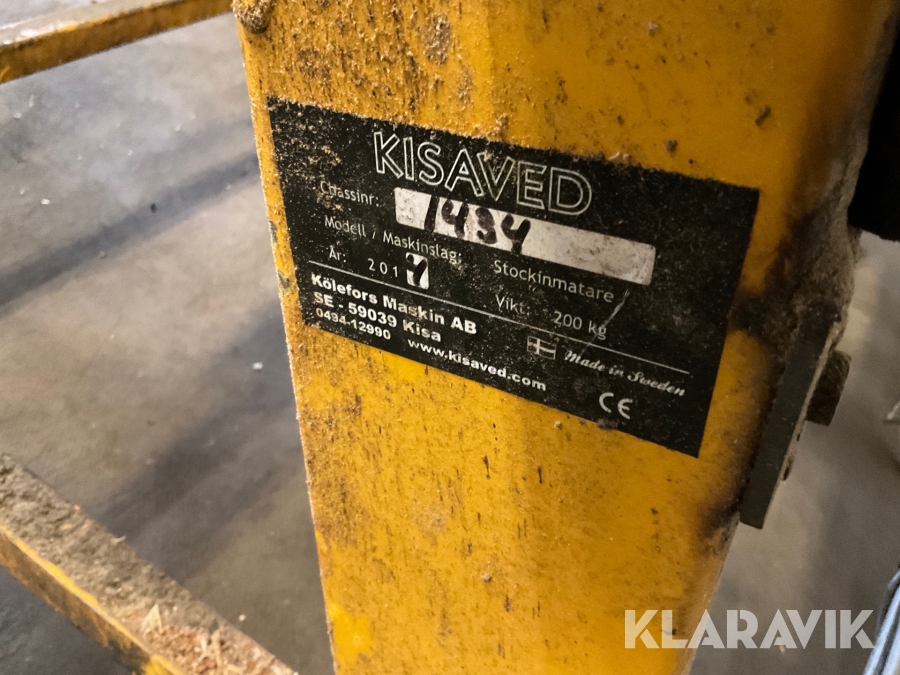 KISAVED
Chassinr: 1434
Modell / Maskinslag: Stockinmatare
År: 2017 Vikt: 200 kg
Kölefors Maskin AB
SE - 59039 Kisa
0494-12990 www.kisaved.com
Made in Sweden
CE
KLARAVIK